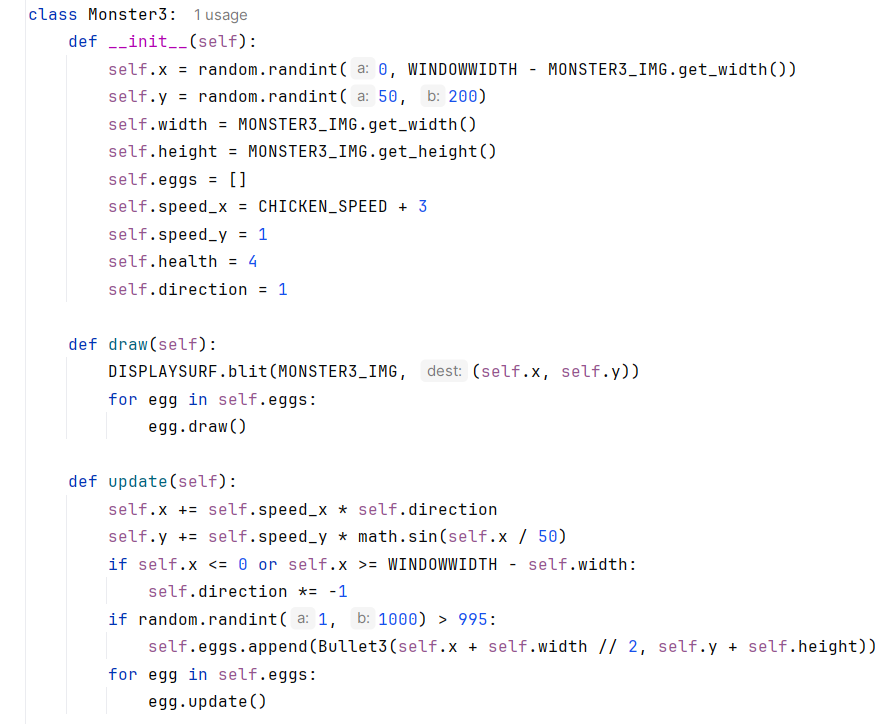 class Monster3:  1 usage
    def __init__(self):
        self.x = random.randint( a: 0, WINDOWWIDTH - MONSTER3_IMG.get_width())
        self.y = random.randint( a: 50,  b: 200)
        self.width = MONSTER3_IMG.get_width()
        self.height = MONSTER3_IMG.get_height()
        self.eggs = []
        self.speed_x = CHICKEN_SPEED + 3
        self.speed_y = 1
        self.health = 4
        self.direction = 1

    def draw(self):
        DISPLAYSURF.blit(MONSTER3_IMG,  dest: (self.x, self.y))
        for egg in self.eggs:
            egg.draw()

    def update(self):
        self.x += self.speed_x * self.direction
        self.y += self.speed_y * math.sin(self.x / 50)
        if self.x <= 0 or self.x >= WINDOWWIDTH - self.width:
            self.direction *= -1
        if random.randint( a: 1,  b: 1000) > 995:
            self.eggs.append(Bullet3(self.x + self.width // 2, self.y + self.height))
        for egg in self.eggs:
            egg.update()